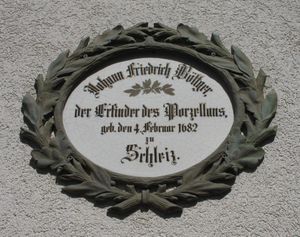 Johann Friedrich Böttger,
der Erfinder des Porzellans,
geb. den 4. Februar 1682
zu
Schleiz.